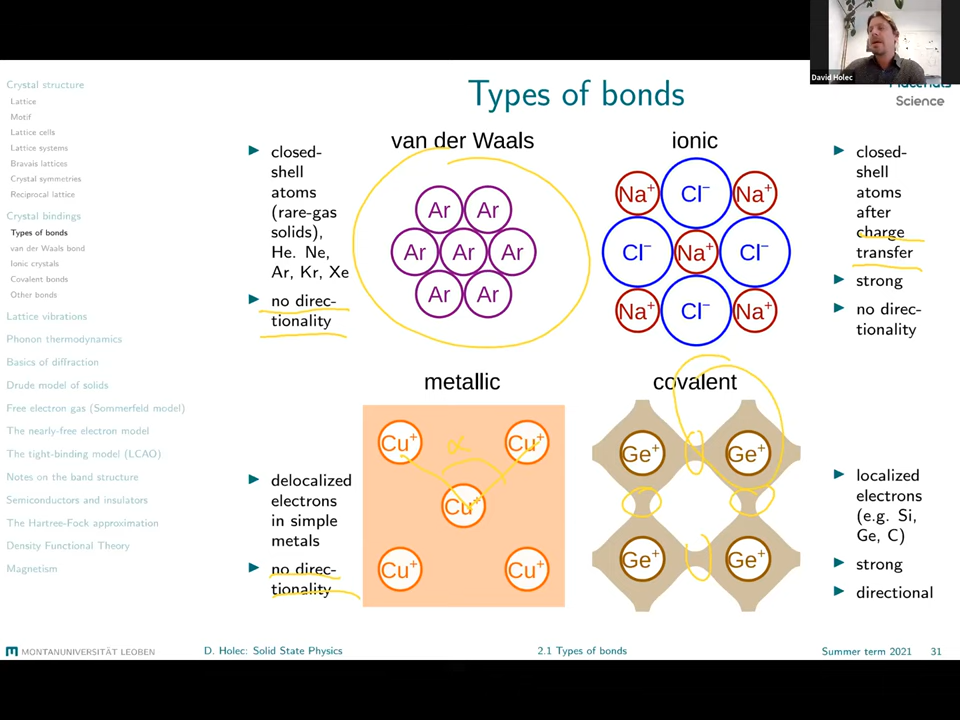 David Holec
Types of bonds
Materials
Science
Crystal structure
Lattice
Motif
Lattice cells
Lattice systems
Bravais lattices
Crystal symmetries
Reciprocal lattice
Crystal bindings
Types of bonds
van der Waals bond
Ionic crystals
Covalent bonds
Other bonds
Lattice vibrations
Phonon thermodynamics
Basics of diffraction
Drude model of solids
Free electron gas (Sommerfeld model)
The nearly-free electron model
The tight-binding model (LCAO)
Notes on the band structure
Semiconductors and insulators
The Hartree-Fock approximation
Density Functional Theory
Magnetism
closed-
shell
atoms
(rare-gas
solids),
He. Ne,
Ar, Kr, Xe
no direc-
tionality
van der Waals
Ar Ar
Ar Ar Ar
Ar Ar
ionic
Na+ Cl− Na+
Cl− Na+ Cl−
Na+ Cl− Na+
closed-
shell
atoms
after
charge
transfer
strong
no direc-
tionality
delocalized
electrons
in simple
metals
no direc-
tionality
metallic
Cu+ Cu+
α
Cu+
Cu+ Cu+
covalent
Ge+ Ge+
Ge+ Ge+
localized
electrons
(e.g. Si,
Ge, C)
strong
directional
MONTANUNIVERSITÄT LEOBEN D. Holec: Solid State Physics 2.1 Types of bonds Summer term 2021 31